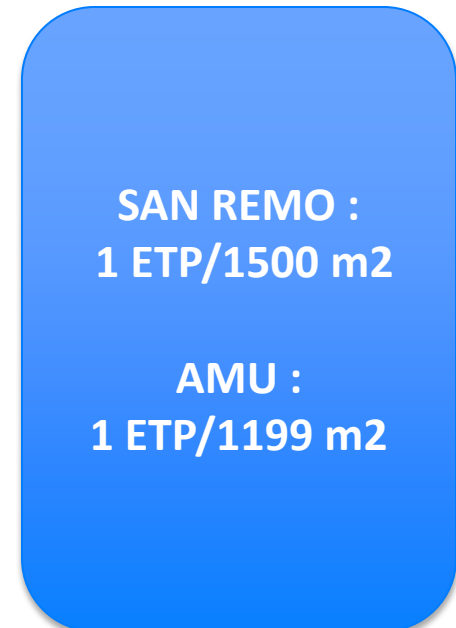 SAN REMO :
1 ETP/1500 m2
AMU :
1 ETP/1199 m2